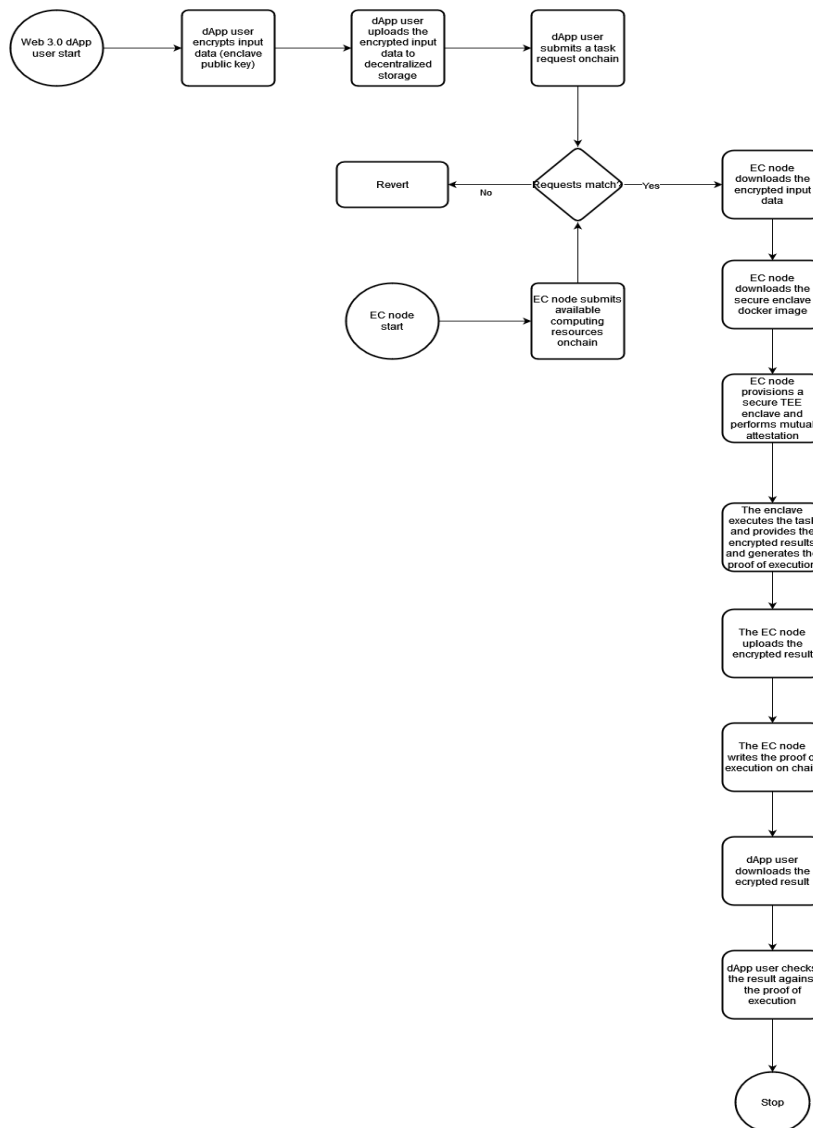 Web 3.0 dApp
user start
dApp user
encrypts input
data (enclave
public key)
dApp user
uploads the
encrypted input
data to
decentralized
storage
dApp user
submits a task
request onchain
Revert
No
Requests match?
Yes
EC node
downloads the
encrypted input
data
EC node
start
EC node submits
available
computing
resources
onchain
EC node
downloads the
secure enclave
docker image
EC node
provisions a
secure TEE
enclave and
performs mutual
attestation
The enclave
executes the task
and provides the
encrypted results
and generates the
proof of execution
The EC node
uploads the
encrypted result
The EC node
writes the proof of
execution on chain
dApp user
downloads the
ecrypted result
dApp user checks
the result against
the proof of
execution
Stop